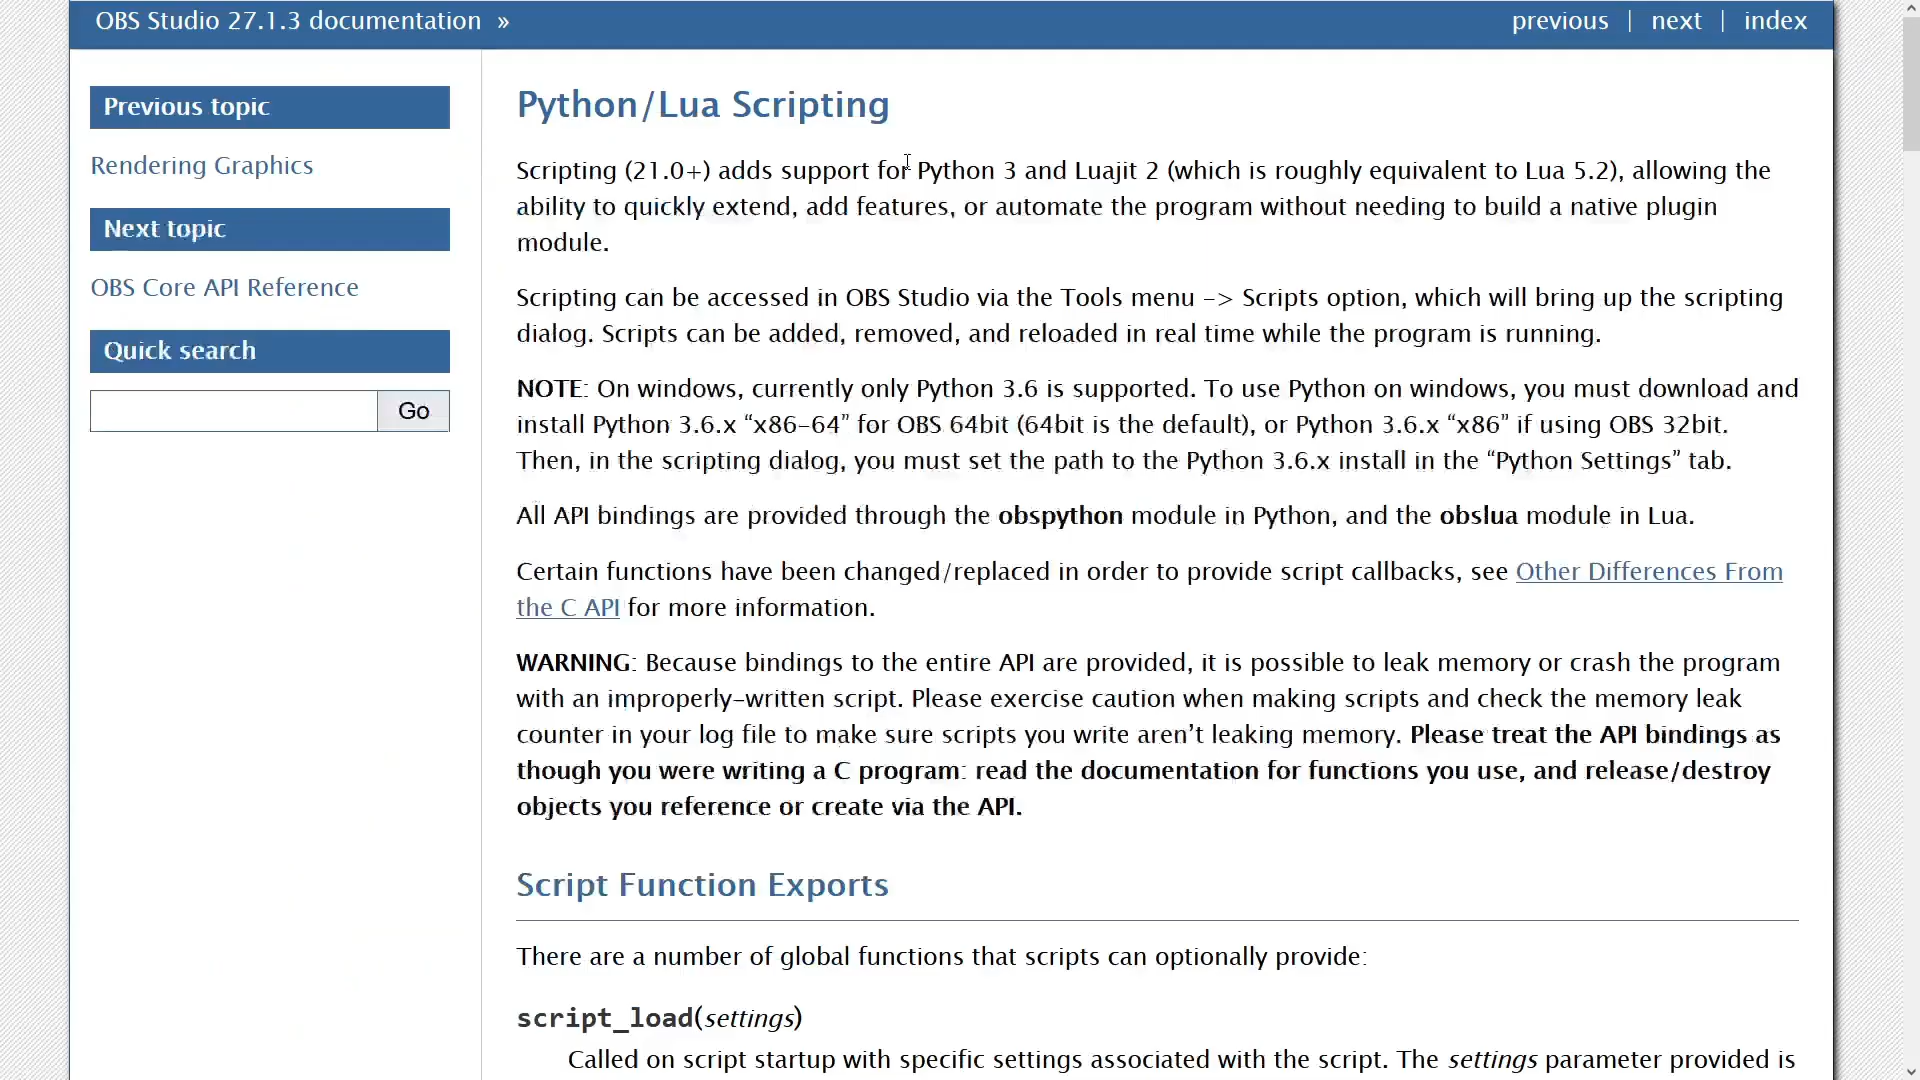 OBS Studio 27.1.3 documentation »
previous | next | index
Previous topic
Rendering Graphics
Next topic
OBS Core API Reference
Quick search
Go
Python/Lua Scripting
Scripting (21.0+) adds support for Python 3 and Luajit 2 (which is roughly equivalent to Lua 5.2), allowing the
ability to quickly extend, add features, or automate the program without needing to build a native plugin
module.
Scripting can be accessed in OBS Studio via the Tools menu -> Scripts option, which will bring up the scripting
dialog. Scripts can be added, removed, and reloaded in real time while the program is running.
NOTE: On windows, currently only Python 3.6 is supported. To use Python on windows, you must download and
install Python 3.6.x “x86-64” for OBS 64bit (64bit is the default), or Python 3.6.x “x86” if using OBS 32bit.
Then, in the scripting dialog, you must set the path to the Python 3.6.x install in the “Python Settings” tab.
All API bindings are provided through the obspython module in Python, and the obslua module in Lua.
Certain functions have been changed/replaced in order to provide script callbacks, see Other Differences From
the C API for more information.
WARNING: Because bindings to the entire API are provided, it is possible to leak memory or crash the program
with an improperly-written script. Please exercise caution when making scripts and check the memory leak
counter in your log file to make sure scripts you write aren’t leaking memory. Please treat the API bindings as
though you were writing a C program: read the documentation for functions you use, and release/destroy
objects you reference or create via the API.
Script Function Exports
There are a number of global functions that scripts can optionally provide:
script_load(settings)
Called on script startup with specific settings associated with the script. The settings parameter provided is